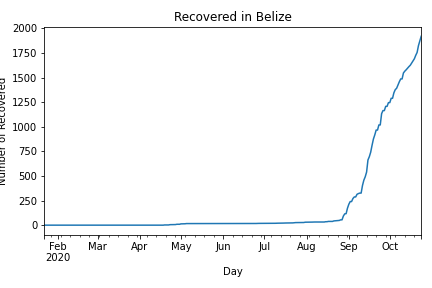 Recovered in Belize
2000
1750
1500
1250
1000
750
500
250
0
Number of Recovered
Feb Mar Apr May Jun Jul Aug Sep Oct
2020
Day